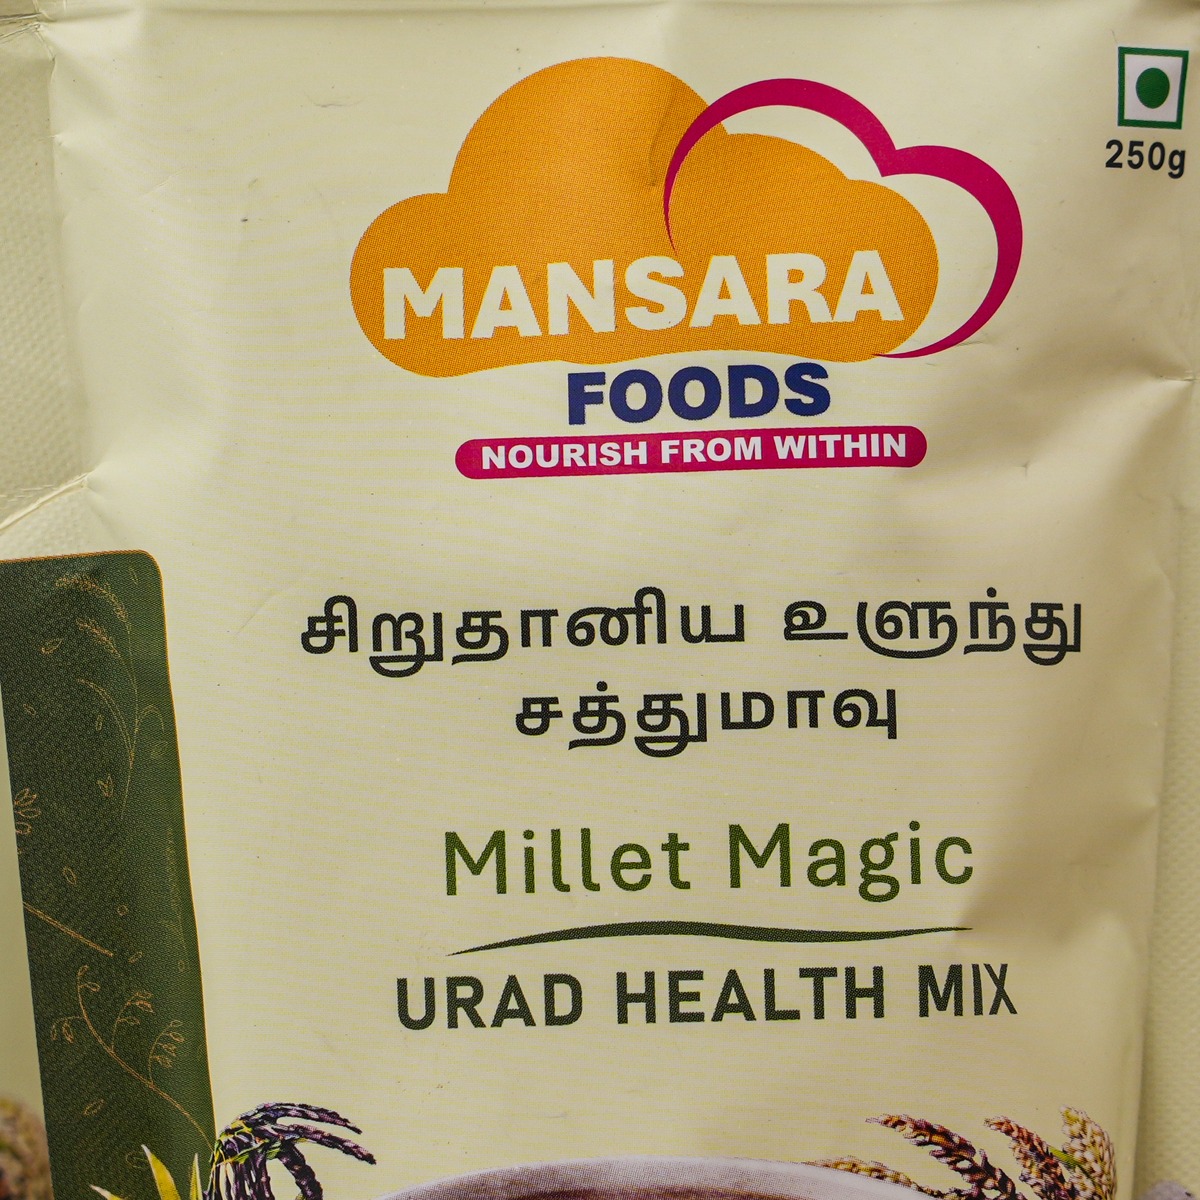 250g
MANSARA
FOODS
NOURISH FROM WITHIN
சிறுதானிய உளுந்து
சத்துமாவு
Millet Magic
URAD HEALTH MIX